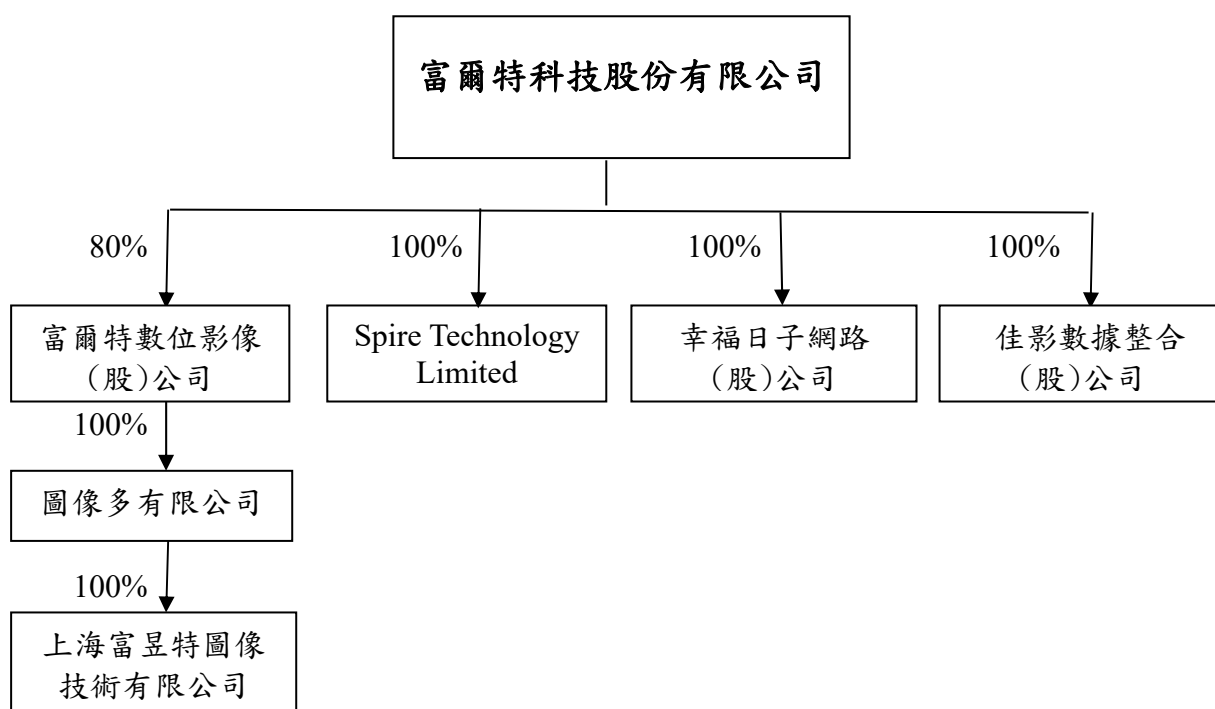 富爾特科技股份有限公司
80%
100%
100%
100%
富爾特數位影像
(股)公司
Spire Technology
Limited
幸福日子網路
(股)公司
佳影數據整合
(股)公司
100%
圖像多有限公司
100%
上海富昱特圖像
技術有限公司